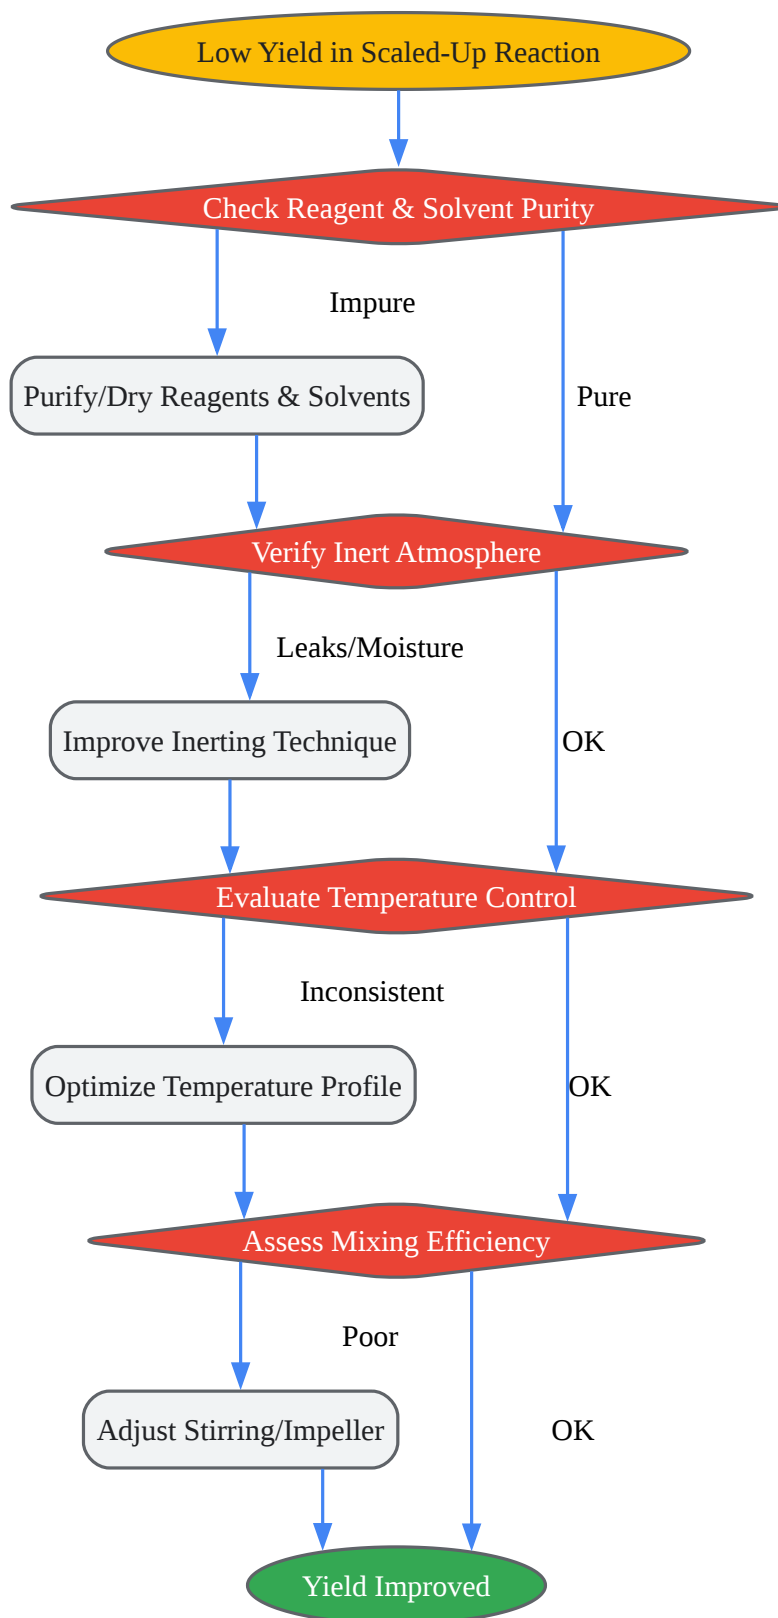 Low Yield in Scaled-Up Reaction
Check Reagent & Solvent Purity
Impure
Purify/Dry Reagents & Solvents
Pure
Verify Inert Atmosphere
Leaks/Moisture
Improve Inerting Technique
OK
Evaluate Temperature Control
Inconsistent
Optimize Temperature Profile
OK
Assess Mixing Efficiency
Poor
Adjust Stirring/Impeller
OK
Yield Improved